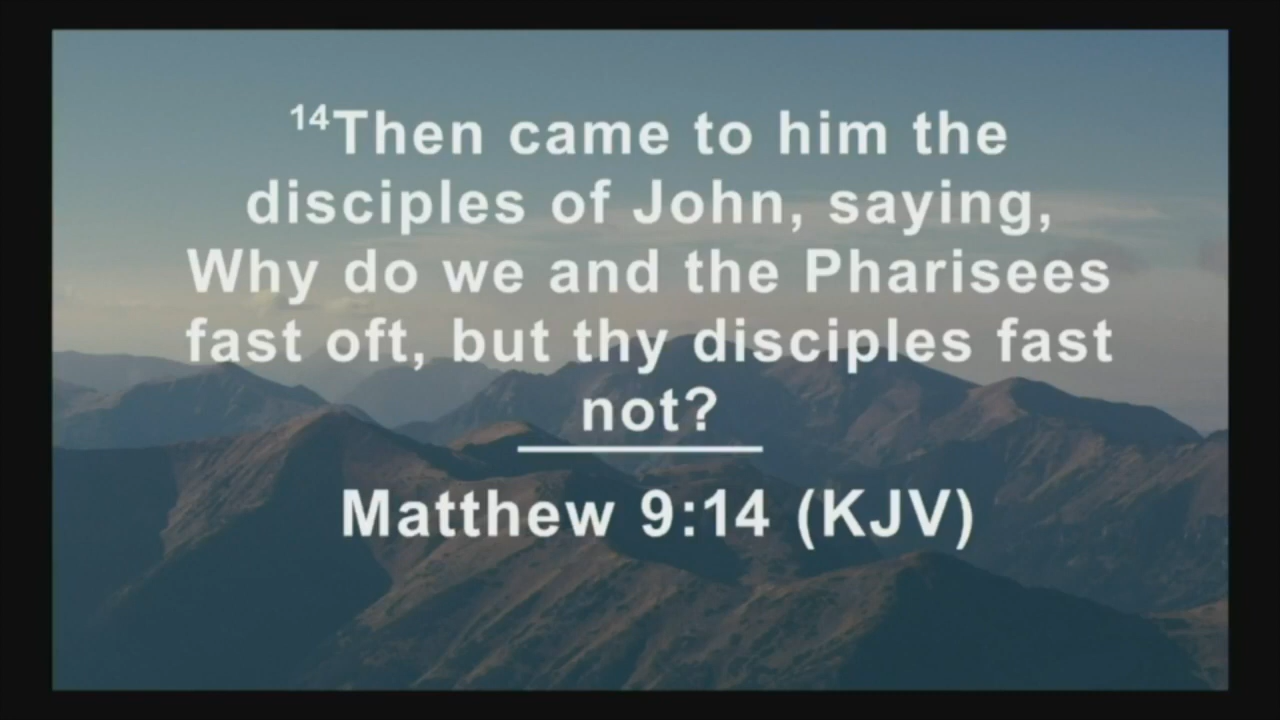 14Then came to him the
disciples of John, saying,
Why do we and the Pharisees
fast oft, but thy disciples fast
not?
Matthew 9:14 (KJV)